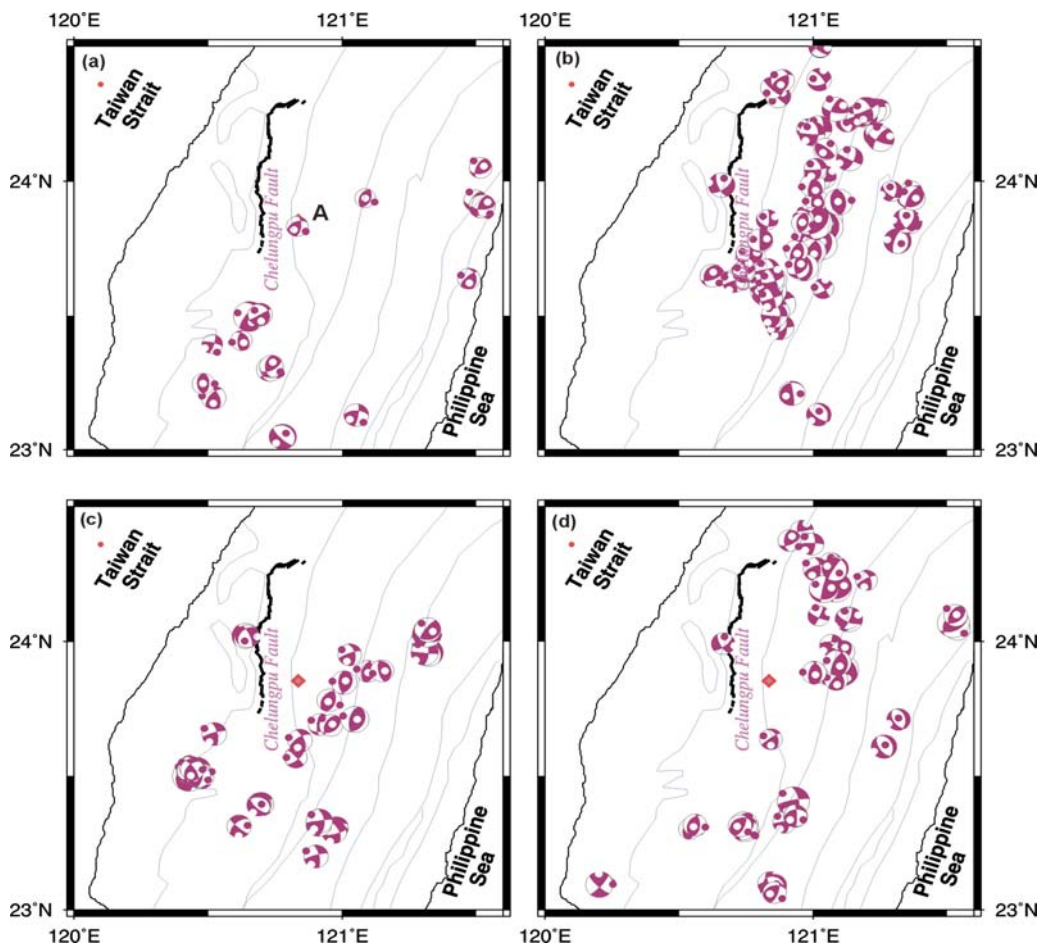 120˚E
121˚E
120˚E
121˚E
(a)
Taiwan
Strait
A
Chelungpu Fault
Philippine
Sea
24˚N
23˚N
(b)
Taiwan
Strait
Chelungpu Fault
Philippine
Sea
24˚N
23˚N
(c)
Taiwan
Strait
Chelungpu Fault
Philippine
Sea
24˚N
23˚N
120˚E
121˚E
(d)
Taiwan
Strait
Chelungpu Fault
Philippine
Sea
24˚N
23˚N
120˚E
121˚E